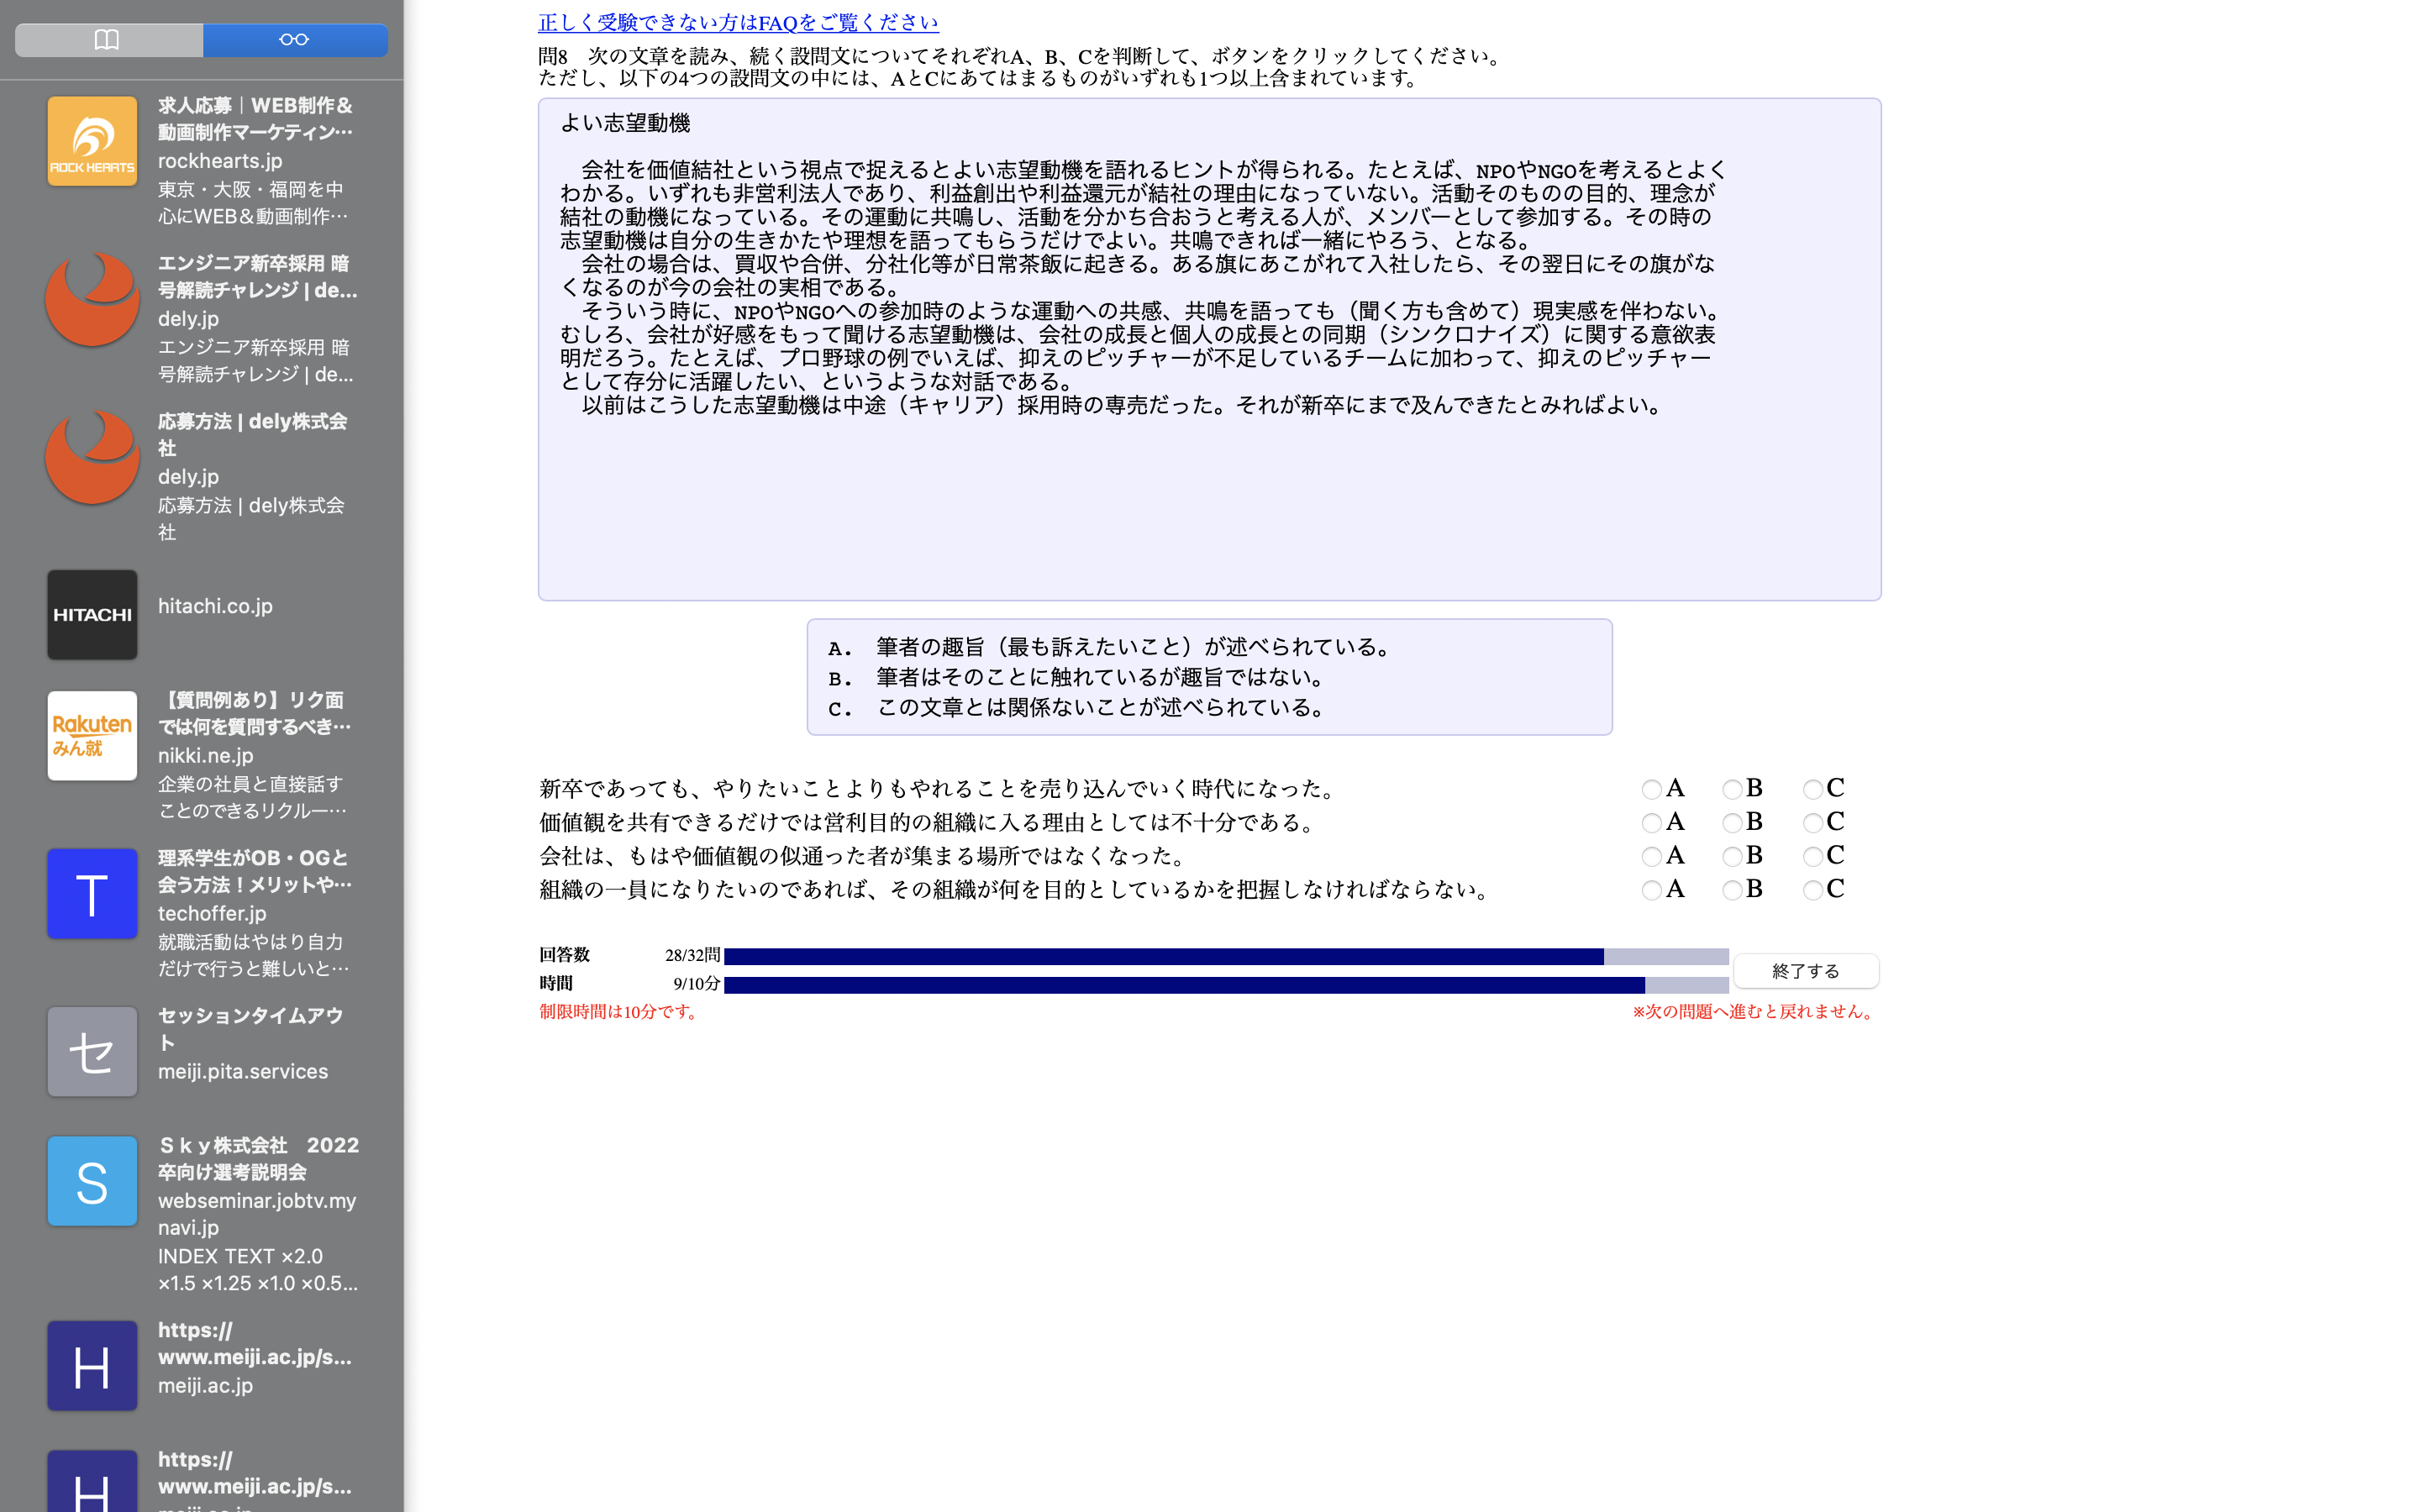 求人応募｜WEB制作＆
動画制作マーケティン…
rockhearts.jp
東京・大阪・福岡を中
心にWEB＆動画制作…
ROCK HEARTS
エンジニア新卒採用 暗
号解読チャレンジ | de...
dely.jp
エンジニア新卒採用 暗
号解読チャレンジ | de...
応募方法 | dely株式会
社
dely.jp
応募方法 | dely株式会
社
HITACHI
hitachi.co.jp
Rakuten
みん就
【質問例あり】リク面
では何を質問するべき…
nikki.ne.jp
企業の社員と直接話す
ことのできるリクルー…
T
理系学生がOB・OGと
会う方法！メリットや…
techoffer.jp
就職活動はやはり自力
だけで行うと難しいと…
セ
セッションタイムアウ
ト
meiji.pita.services
S
Ｓｋｙ株式会社　2022
卒向け選考説明会
webseminar.jobtv.my
navi.jp
INDEX TEXT ×2.0
×1.5 ×1.25 ×1.0 ×0.5...
H
https://
www.meiji.ac.jp/s...
meiji.ac.jp
H
https://
www.meiji.ac.jp/s...
meiji.ac.jp
正しく受験できない方はFAQをご覧ください
問8　次の文章を読み、続く設問文についてそれぞれA、B、Cを判断して、ボタンをクリックしてください。
ただし、以下の4つの設問文の中には、AとCにあてはまるものがいずれも1つ以上含まれています。
よい志望動機
会社を価値結社という視点で捉えるとよい志望動機を語れるヒントが得られる。たとえば、NPOやNGOを考えるとよく
わかる。いずれも非営利法人であり、利益創出や利益還元が結社の理由になっていない。活動そのものの目的、理念が
結社の動機になっている。その運動に共鳴し、活動を分かち合おうと考える人が、メンバーとして参加する。その時の
志望動機は自分の生きかたや理想を語ってもらうだけでよい。共鳴できれば一緒にやろう、となる。
会社の場合は、買収や合併、分社化等が日常茶飯に起きる。ある旗にあこがれて入社したら、その翌日にその旗がな
くなるのが今の会社の実相である。
そういう時に、NPOやNGOへの参加時のような運動への共感、共鳴を語っても（聞く方も含めて）現実感を伴わない。
むしろ、会社が好感をもって聞ける志望動機は、会社の成長と個人の成長との同期（シンクロナイズ）に関する意欲表
明だろう。たとえば、プロ野球の例でいえば、抑えのピッチャーが不足しているチームに加わって、抑えのピッチャー
として存分に活躍したい、というような対話である。
以前はこうした志望動機は中途（キャリア）採用時の専売だった。それが新卒にまで及んできたとみればよい。
A. 筆者の趣旨（最も訴えたいこと）が述べられている。
B. 筆者はそのことに触れているが趣旨ではない。
C. この文章とは関係ないことが述べられている。
新卒であっても、やりたいことよりもやれることを売り込んでいく時代になった。 A B C
価値観を共有できるだけでは営利目的の組織に入る理由としては不十分である。 A B C
会社は、もはや価値観の似通った者が集まる場所ではなくなった。 A B C
組織の一員になりたいのであれば、その組織が何を目的としているかを把握しなければならない。 A B C
回答数 28/32問
時間 9/10分
終了する
制限時間は10分です。 ※次の問題へ進むと戻れません。